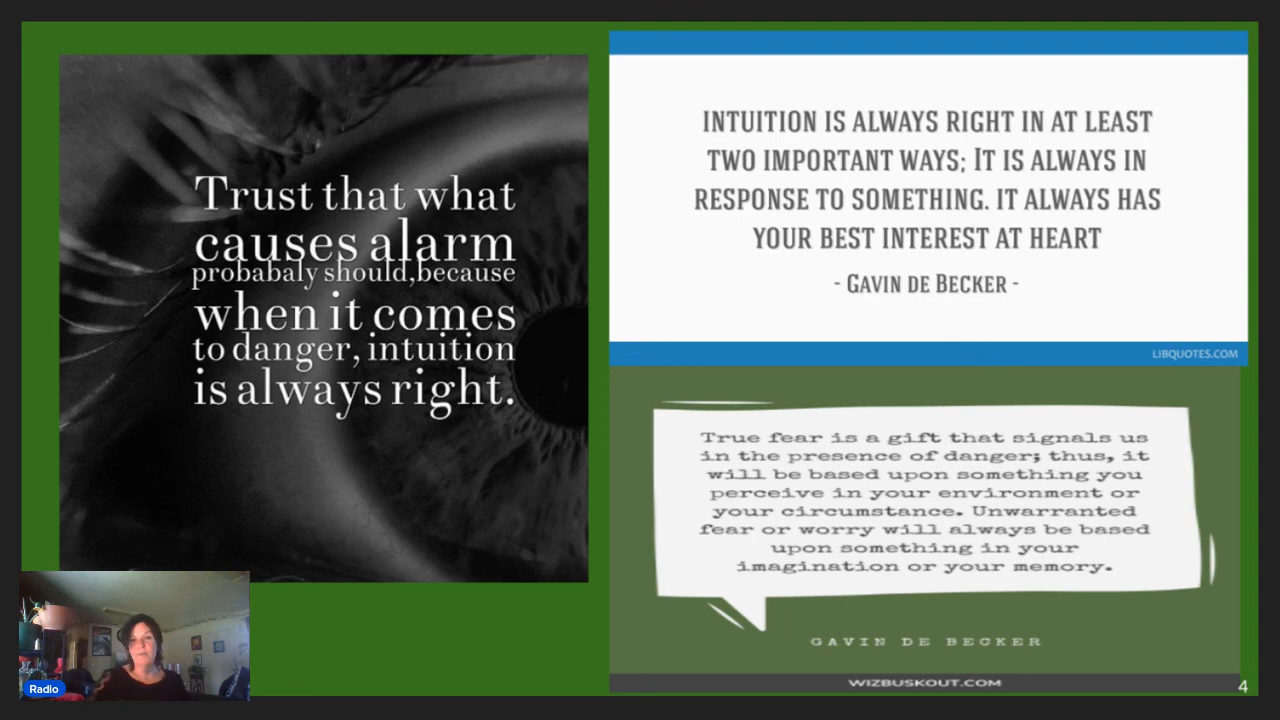 Trust that what
causes alarm
probabaly should,because
when it comes
to danger, intuition
is always right.
INTUITION IS ALWAYS RIGHT IN AT LEAST
TWO IMPORTANT WAYS; IT IS ALWAYS IN
RESPONSE TO SOMETHING. IT ALWAYS HAS
YOUR BEST INTEREST AT HEART
- GAVIN DE BECKER -
LIBQUOTES.COM
True fear is a gift that signals us
in the presence of danger; thus, it
will be based upon something you
perceive in your environment or
your circumstance. Unwarranted
fear or worry will always be based
upon something in your
imagination or your memory.
GAVIN DE BECKER
WIZBUSKOUT.COM
Radio
4